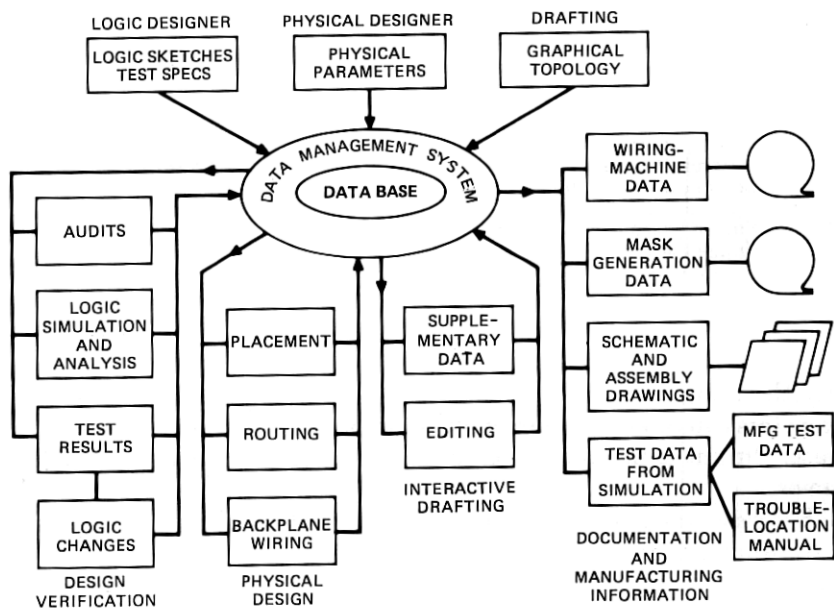 LOGIC DESIGNER
LOGIC SKETCHES
TEST SPECS
PHYSICAL DESIGNER
PHYSICAL
PARAMETERS
DRAFTING
GRAPHICAL
TOPOLOGY
DATA MANAGEMENT SYSTEM
DATA BASE
AUDITS
LOGIC
SIMULATION
AND
ANALYSIS
TEST
RESULTS
LOGIC
CHANGES
DESIGN
VERIFICATION
PLACEMENT
ROUTING
BACKPLANE
WIRING
PHYSICAL
DESIGN
SUPPLE-
MENTARY
DATA
EDITING
INTERACTIVE
DRAFTING
WIRING-
MACHINE
DATA
MASK
GENERATION
DATA
SCHEMATIC
AND
ASSEMBLY
DRAWINGS
TEST DATA
FROM
SIMULATION
MFG TEST
DATA
TROUBLE-
LOCATION
MANUAL
DOCUMENTATION
AND
MANUFACTURING
INFORMATION